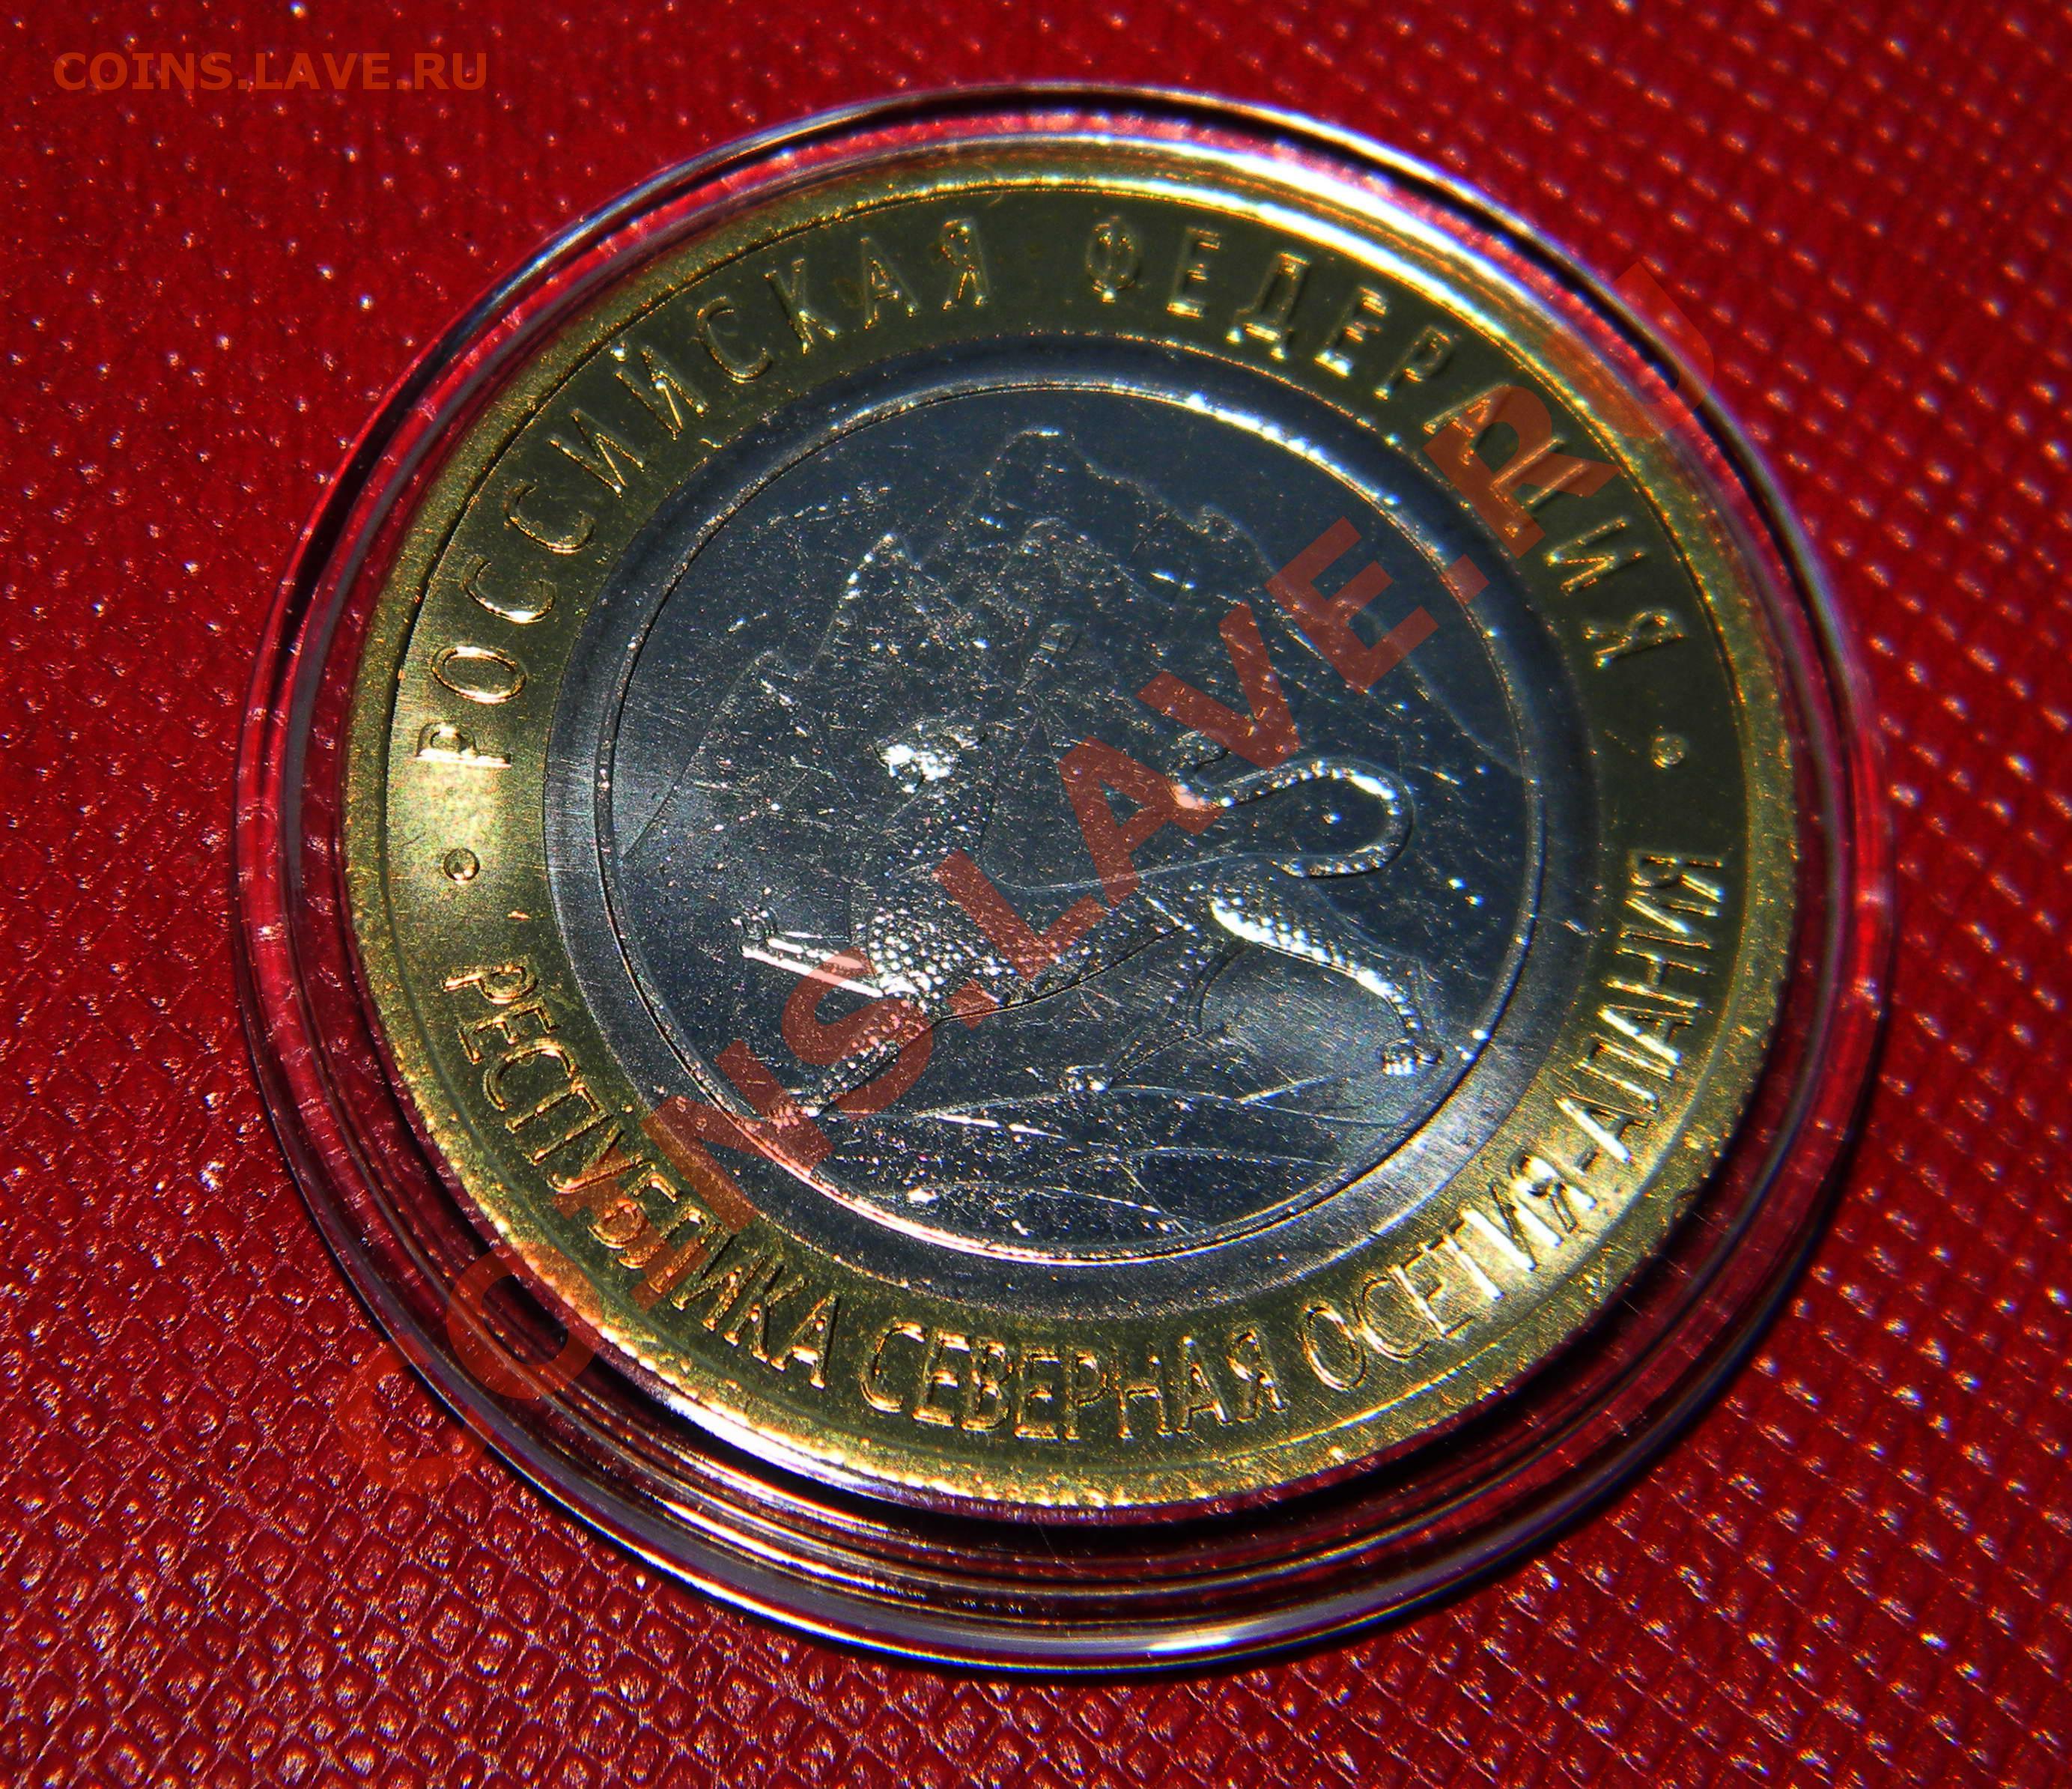 COINS.LAVE.RU
РОССИЙСКАЯ ФЕДЕРАЦИЯ
РЕСПУБЛИКА СЕВЕРНАЯ ОСЕТИЯ-АЛАНИЯ
COINS.LAVE.RU